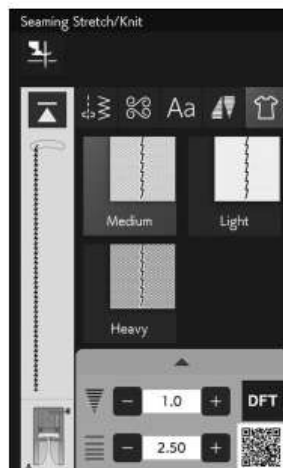 Seaming Stretch/Knit
Aa
Medium Light
Heavy
- 1.0 + DFT
- 2.50 +
A